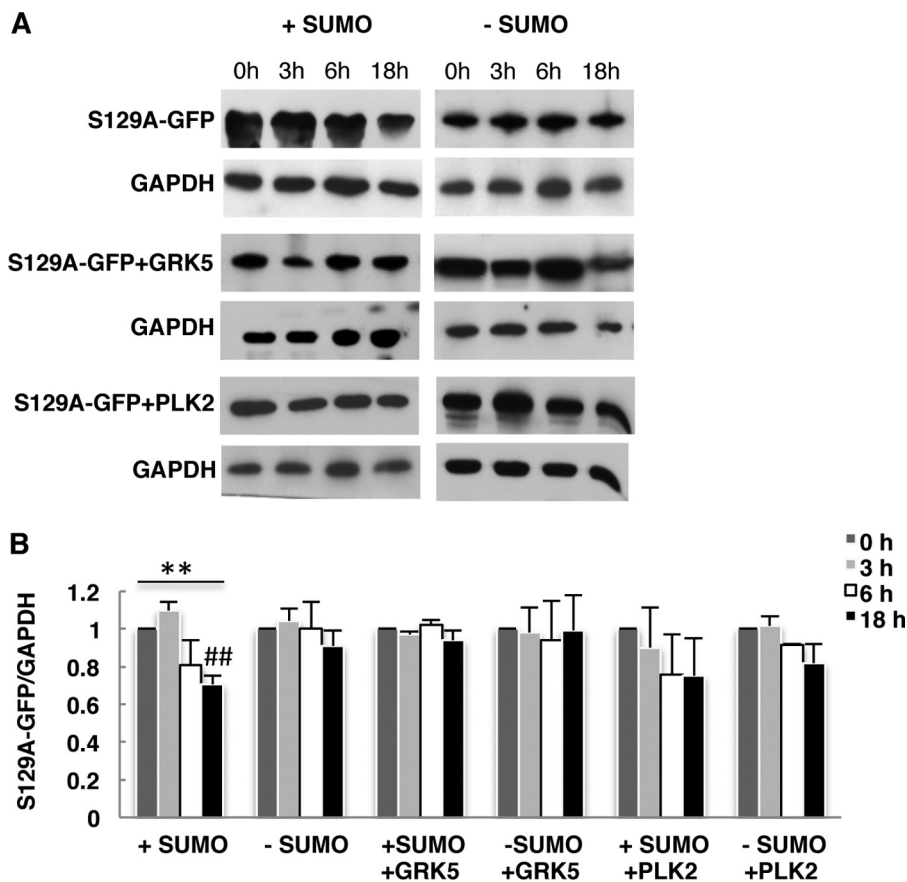 A
+ SUMO - SUMO
0h 3h 6h 18h 0h 3h 6h 18h
S129A-GFP
GAPDH
S129A-GFP+GRK5
GAPDH
S129A-GFP+PLK2
GAPDH
B
0 h
3 h
6 h
18 h
S129A-GFP/GAPDH
**
##
1.2
1
0.8
0.6
0.4
0.2
0
+ SUMO - SUMO +SUMO -SUMO + SUMO - SUMO
+GRK5 +GRK5 +PLK2 +PLK2